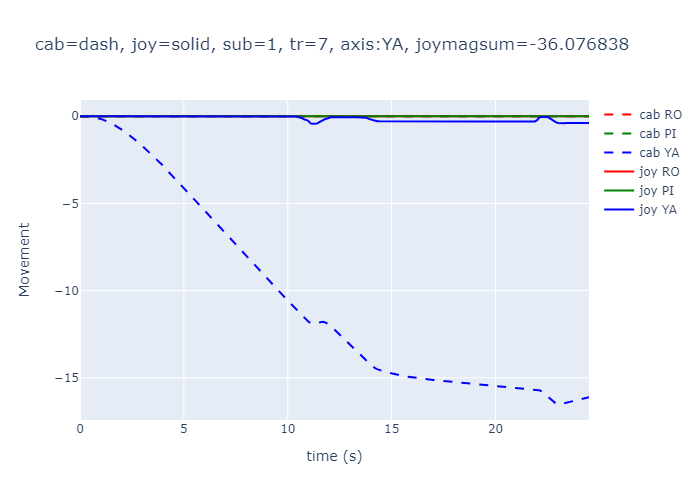 cab=dash, joy=solid, sub=1, tr=7, axis:YA, joymagsum=-36.076838
cab RO
cab PI
cab YA
joy RO
joy PI
joy YA
Movement
0
−5
−10
−15
0 5 10 15 20
time (s)